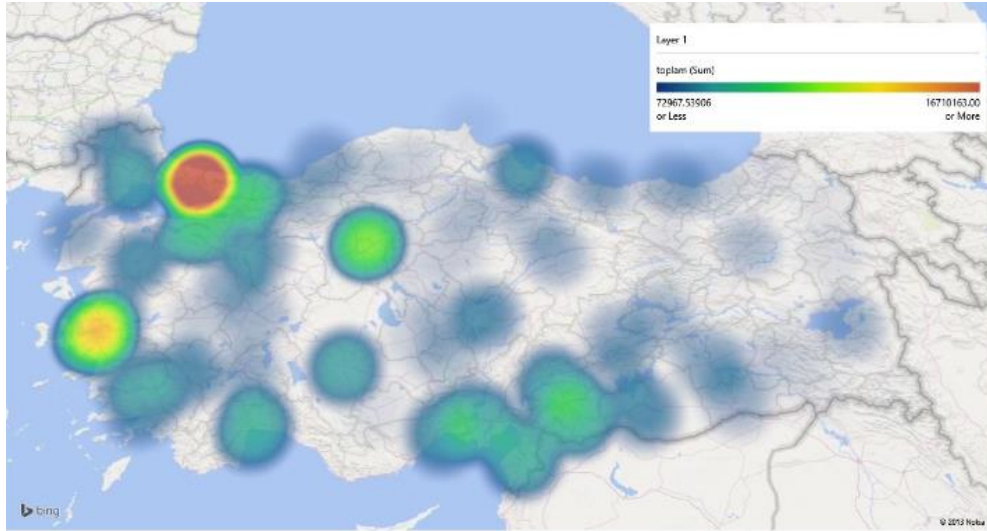 Layer 1
toplam (Sum)
72967.53906 16710163.00
or Less or More
bing
© 2013 Nokia